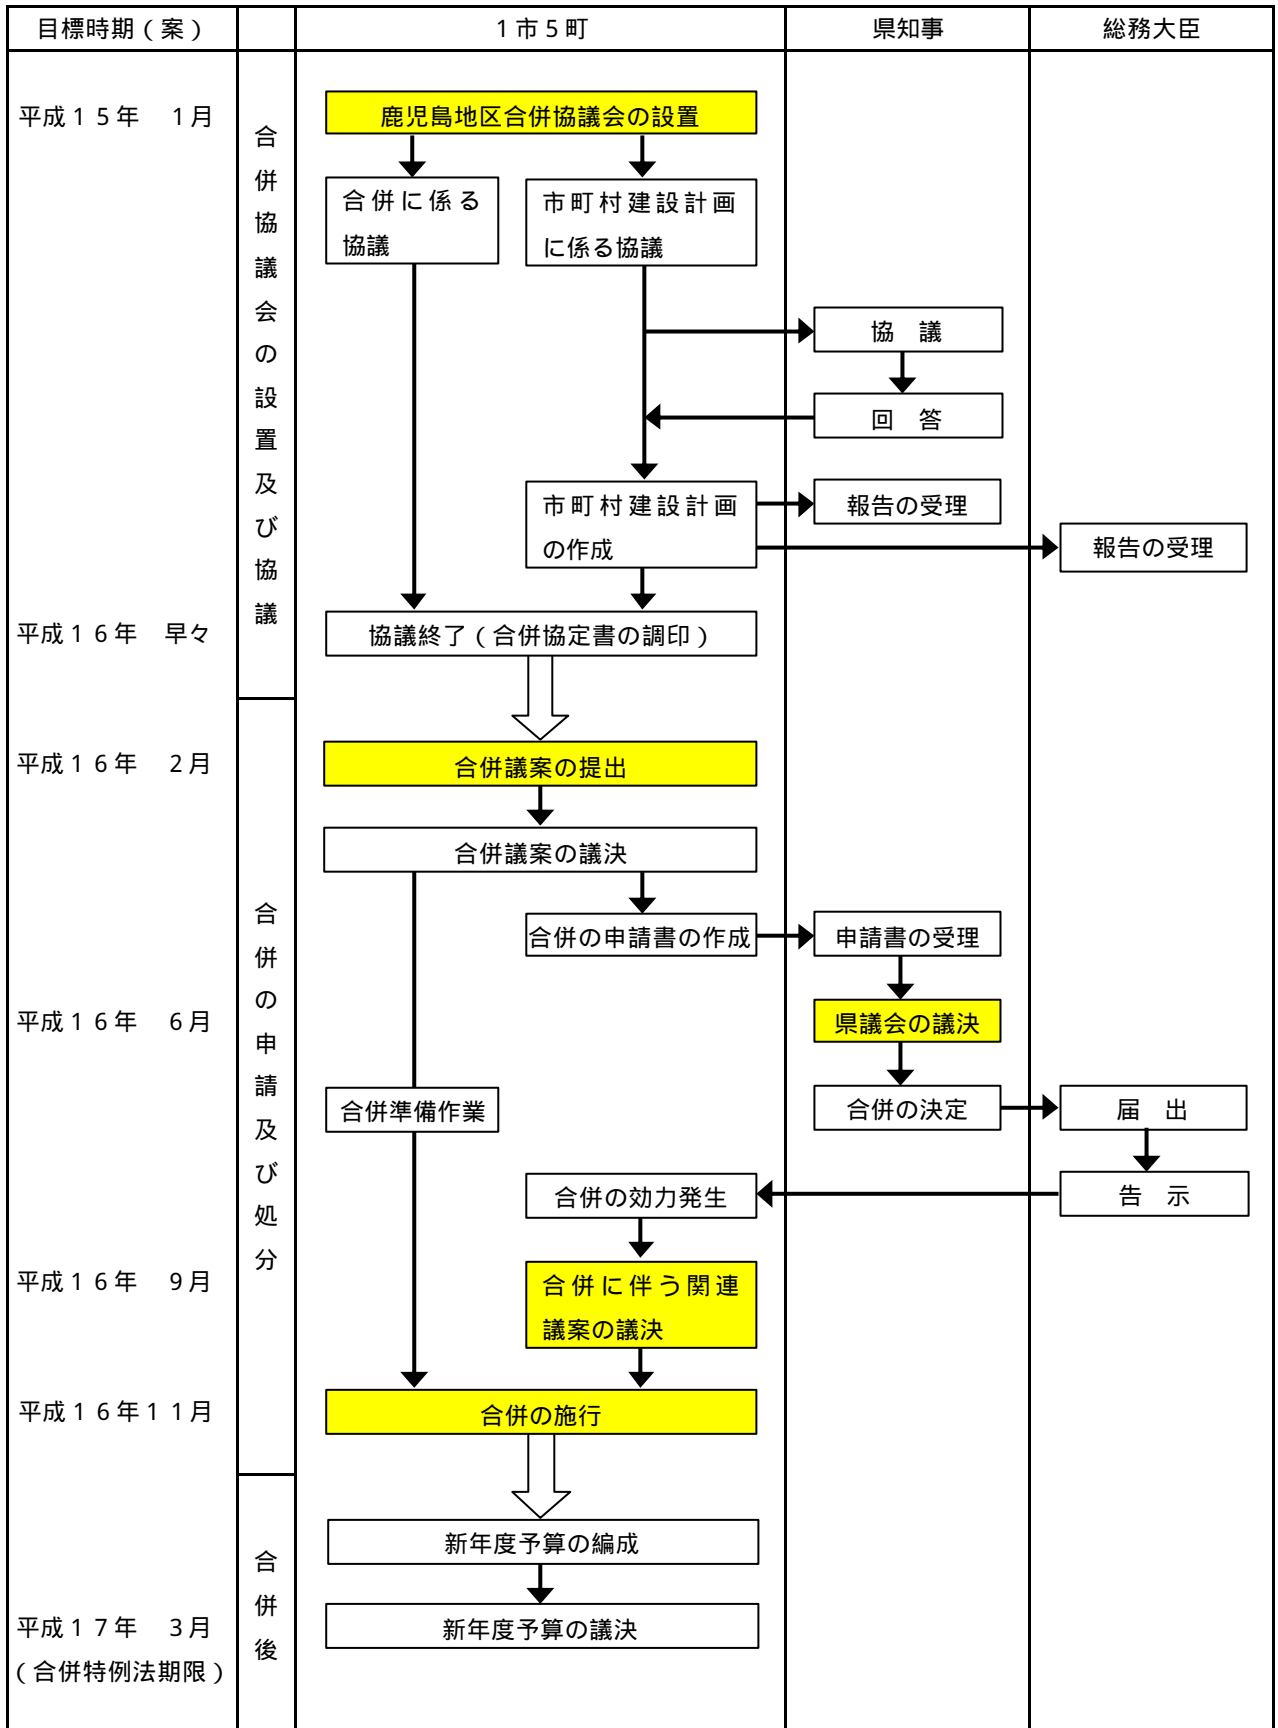 目標時期（案）
１市５町
県知事
総務大臣
平成１５年　１月
鹿児島地区合併協議会の設置
合併協議会の設置及び協議
合併に係る
協議
市町村建設計画
に係る協議
協　議
回　答
市町村建設計画
の作成
報告の受理
報告の受理
平成１６年　早々
協議終了（合併協定書の調印）
平成１６年　２月
合併議案の提出
合併議案の議決
合併の申請及び処分
合併の申請書の作成
申請書の受理
平成１６年　６月
県議会の議決
合併準備作業
合併の決定
届　出
合併の効力発生
告　示
平成１６年　９月
合併に伴う関連
議案の議決
平成１６年１１月
合併の施行
合併後
新年度予算の編成
平成１７年　３月
（合併特例法期限）
新年度予算の議決